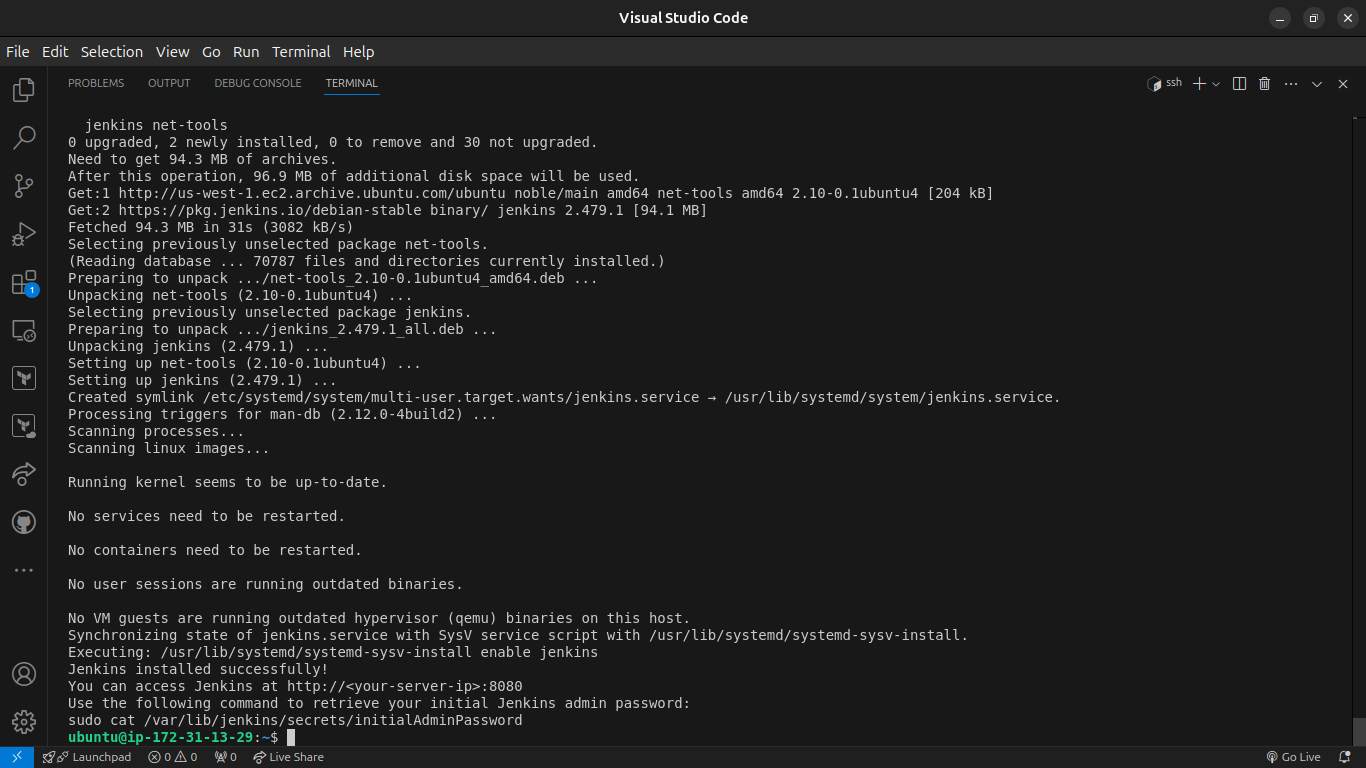 Visual Studio Code
File Edit Selection View Go Run Terminal Help
PROBLEMS OUTPUT DEBUG CONSOLE TERMINAL
ssh
jenkins net-tools
0 upgraded, 2 newly installed, 0 to remove and 30 not upgraded.
Need to get 94.3 MB of archives.
After this operation, 96.9 MB of additional disk space will be used.
Get:1 http://us-west-1.ec2.archive.ubuntu.com/ubuntu noble/main amd64 net-tools amd64 2.10-0.1ubuntu4 [204 kB]
Get:2 https://pkg.jenkins.io/debian-stable binary/ jenkins 2.479.1 [94.1 MB]
Fetched 94.3 MB in 31s (3082 kB/s)
Selecting previously unselected package net-tools.
(Reading database ... 70787 files and directories currently installed.)
Preparing to unpack .../net-tools_2.10-0.1ubuntu4_amd64.deb ...
Unpacking net-tools (2.10-0.1ubuntu4) ...
Selecting previously unselected package jenkins.
Preparing to unpack .../jenkins_2.479.1_all.deb ...
Unpacking jenkins (2.479.1) ...
Setting up net-tools (2.10-0.1ubuntu4) ...
Setting up jenkins (2.479.1) ...
Created symlink /etc/systemd/system/multi-user.target.wants/jenkins.service → /usr/lib/systemd/system/jenkins.service.
Processing triggers for man-db (2.12.0-4build2) ...
Scanning processes...
Scanning linux images...
Running kernel seems to be up-to-date.
No services need to be restarted.
No containers need to be restarted.
No user sessions are running outdated binaries.
No VM guests are running outdated hypervisor (qemu) binaries on this host.
Synchronizing state of jenkins.service with SysV service script with /usr/lib/systemd/systemd-sysv-install.
Executing: /usr/lib/systemd/systemd-sysv-install enable jenkins
Jenkins installed successfully!
You can access Jenkins at http://<your-server-ip>:8080
Use the following command to retrieve your initial Jenkins admin password:
sudo cat /var/lib/jenkins/secrets/initialAdminPassword
ubuntu@ip-172-31-13-29:~$
1
Launchpad 0 0 0 Live Share Go Live